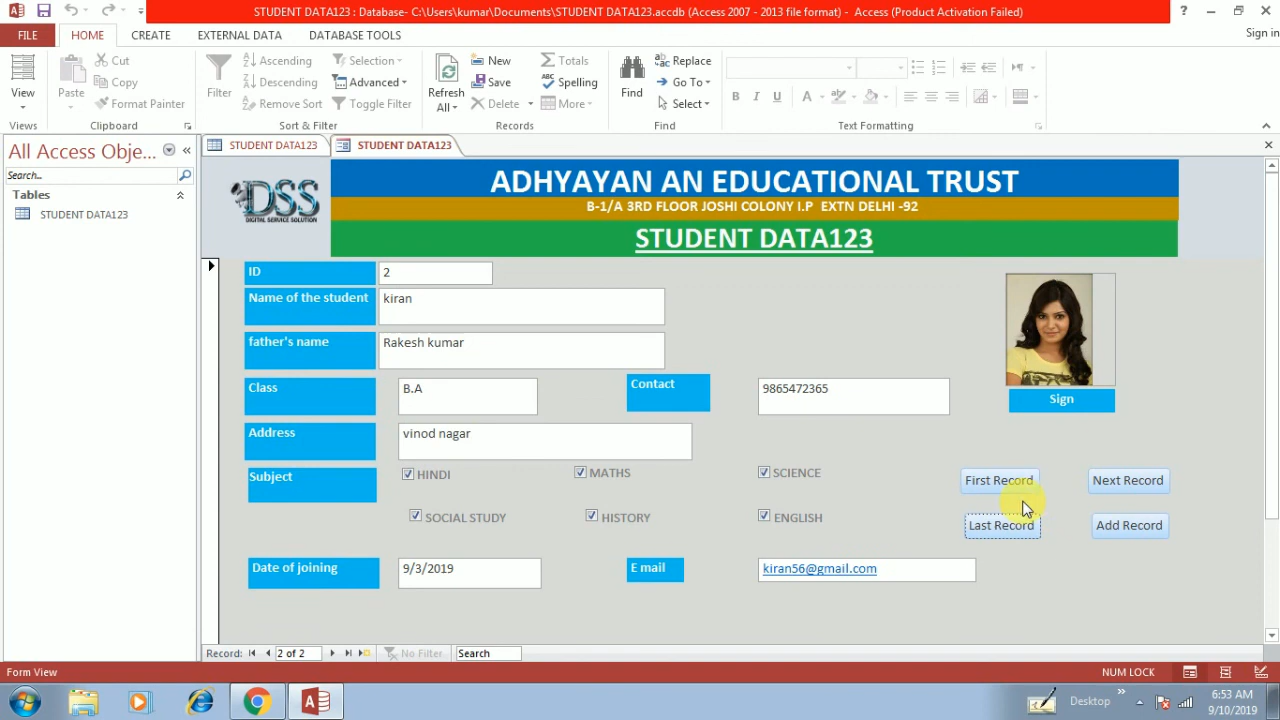 STUDENT DATA123 : Database- C:\Users\kumar\Documents\STUDENT DATA123.accdb (Access 2007 - 2013 file format) - Access (Product Activation Failed)
Sign in
FILE HOME CREATE EXTERNAL DATA DATABASE TOOLS
View
Views
Paste
Cut
Copy
Format Painter
Clipboard
Filter
Ascending
Descending
Remove Sort
Selection
Advanced
Toggle Filter
Sort & Filter
Refresh
All
New
Save
Delete
Totals
Spelling
More
Records
Find
Replace
Go To
Select
Find
B I U A
Text Formatting
All Access Obje...
Search...
Tables
STUDENT DATA123
STUDENT DATA123
STUDENT DATA123
DSS
DIGITAL SERVICE SOLUTION
ADHYAYAN AN EDUCATIONAL TRUST
B-1/A 3RD FLOOR JOSHI COLONY I.P EXTN DELHI -92
STUDENT DATA123
ID 2
Name of the student kiran
father's name Rakesh kumar
Class B.A Contact 9865472365
Sign
Address vinod nagar
Subject HINDI MATHS SCIENCE
SOCIAL STUDY HISTORY ENGLISH
First Record Next Record
Last Record Add Record
Date of joining 9/3/2019 E mail kiran56@gmail.com
Record: 2 of 2 No Filter Search
Form View NUM LOCK
Desktop
6:53 AM
9/10/2019